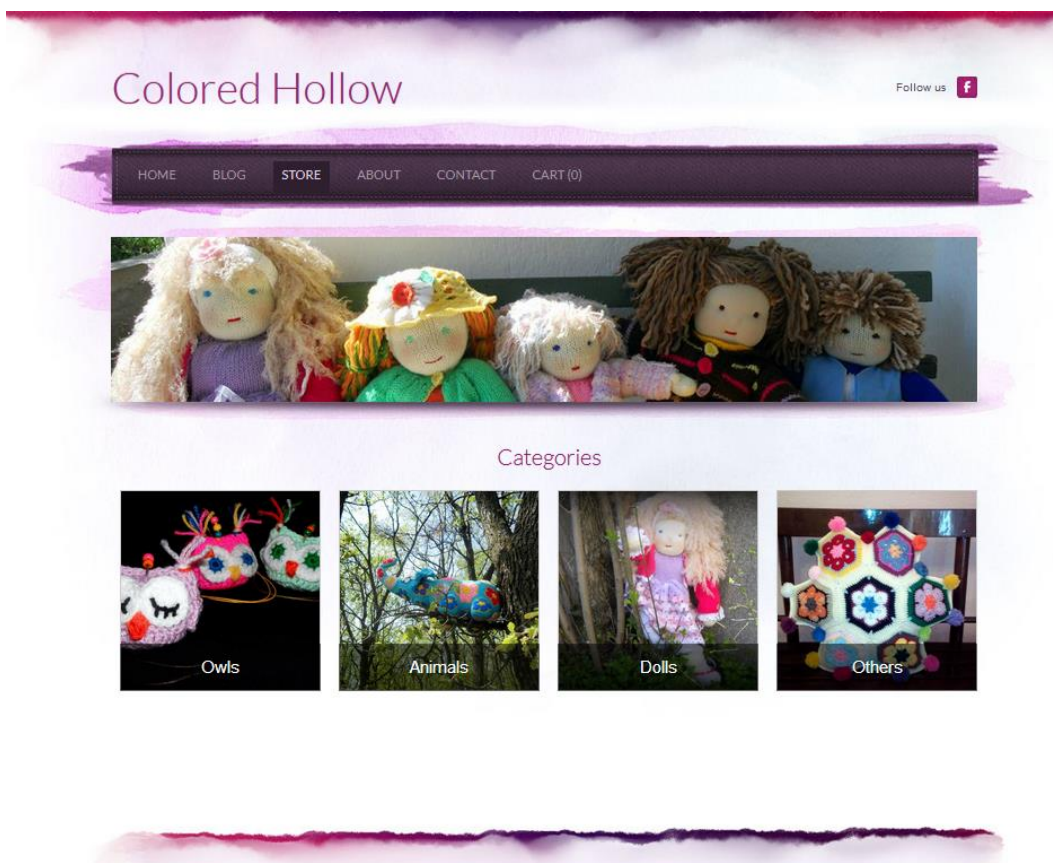 Colored Hollow
Follow us
HOME BLOG STORE ABOUT CONTACT CART (0)
Categories
Owls
Animals
Dolls
Others